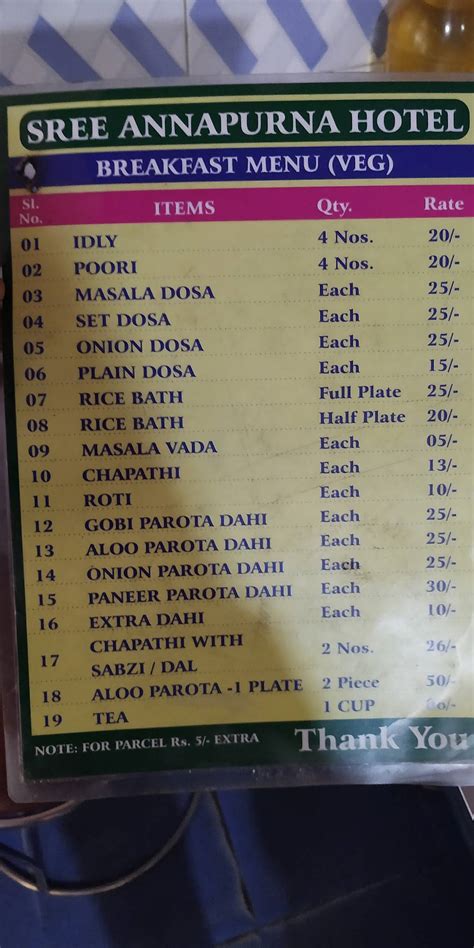 SREE ANNAPURNA HOTEL
BREAKFAST MENU (VEG)
Sl. No. ITEMS Qty. Rate
01 IDLY 4 Nos. 20/-
02 POORI 4 Nos. 20/-
03 MASALA DOSA Each 25/-
04 SET DOSA Each 25/-
05 ONION DOSA Each 25/-
06 PLAIN DOSA Each 15/-
07 RICE BATH Full Plate 25/-
08 RICE BATH Half Plate 20/-
09 MASALA VADA Each 05/-
10 CHAPATHI Each 13/-
11 ROTI Each 10/-
12 GOBI PAROTA DAHI Each 25/-
13 ALOO PAROTA DAHI Each 25/-
14 ONION PAROTA DAHI Each 25/-
15 PANEER PAROTA DAHI Each 30/-
16 EXTRA DAHI Each 10/-
17 CHAPATHI WITH SABZI / DAL 2 Nos. 26/-
18 ALOO PAROTA -1 PLATE 2 Piece 50/-
19 TEA 1 CUP
NOTE: FOR PARCEL Rs. 5/- EXTRA Thank You